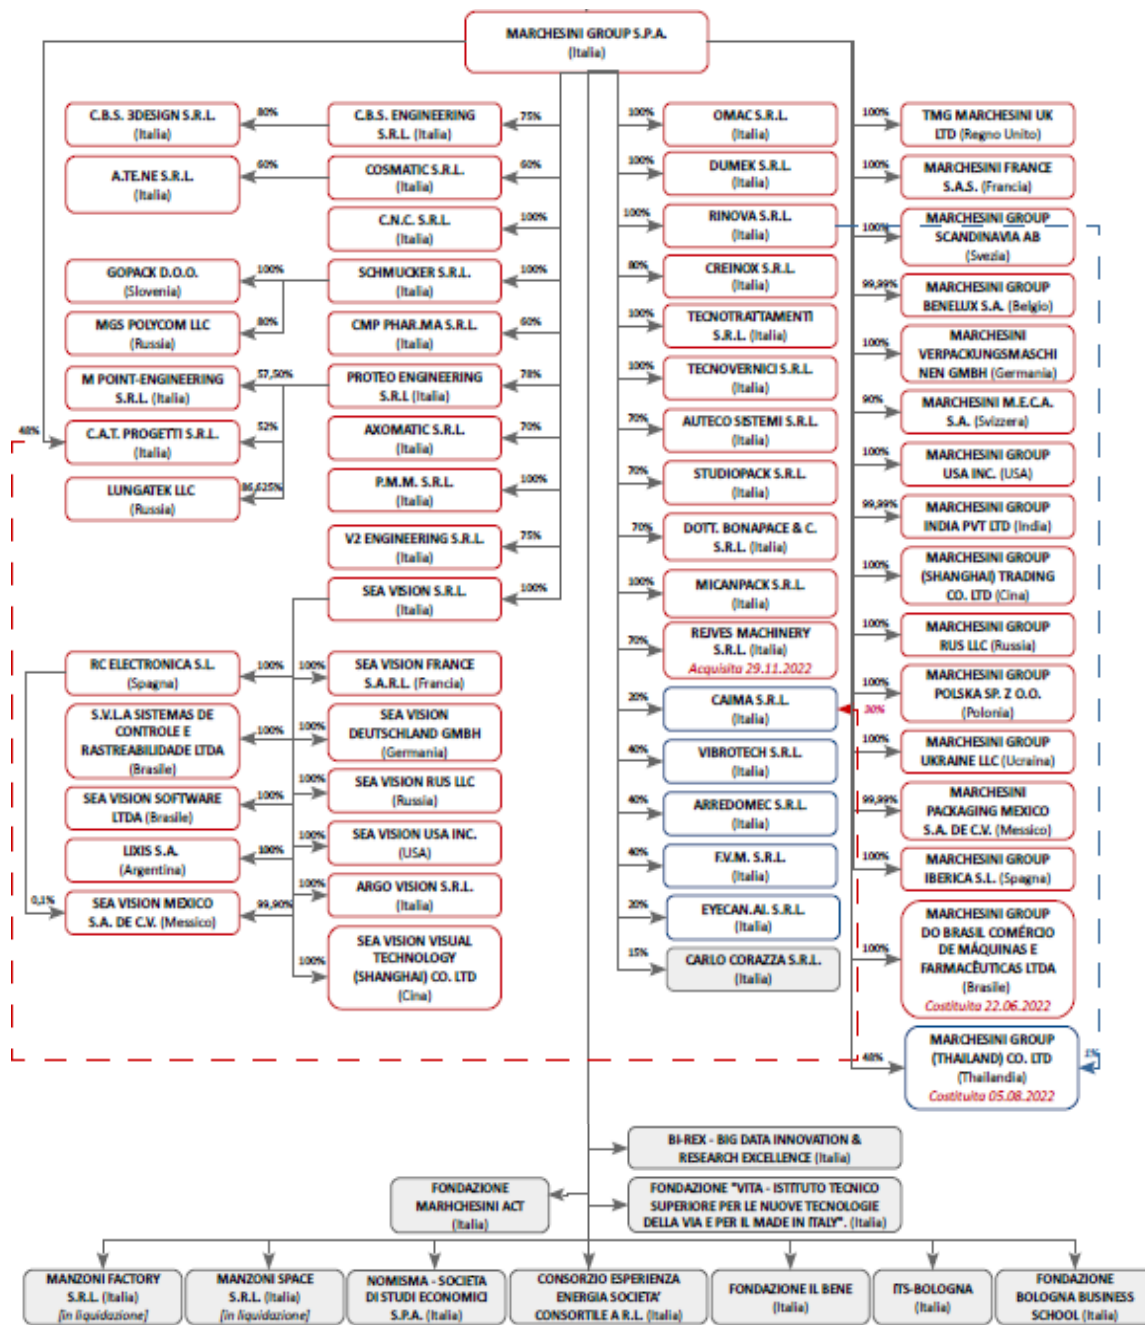 MARCHESINI GROUP S.P.A.
(Italia)
C.B.S. 3DESIGN S.R.L.
(Italia)
80%
C.B.S. ENGINEERING
S.R.L. (Italia)
75%
A.TE.NE S.R.L.
(Italia)
60%
COSMATIC S.R.L.
(Italia)
60%
C.N.C. S.R.L.
(Italia)
100%
GOPACK D.O.O.
(Slovenia)
100%
SCHMUCKER S.R.L.
(Italia)
100%
MGS POLYCOM LLC
(Russia)
80%
CMP PHAR.MA S.R.L.
(Italia)
60%
M POINT-ENGINEERING
S.R.L. (Italia)
57,50%
PROTEO ENGINEERING
S.R.L (Italia)
78%
48%
C.A.T. PROGETTI S.R.L.
(Italia)
52%
AXOMATIC S.R.L.
(Italia)
70%
LUNGATEK LLC
(Russia)
86,625%
P.M.M. S.R.L.
(Italia)
100%
V2 ENGINEERING S.R.L.
(Italia)
75%
SEA VISION S.R.L.
(Italia)
100%
RC ELECTRONICA S.L.
(Spagna)
100%
100%
SEA VISION FRANCE
S.A.R.L. (Francia)
S.V.L.A SISTEMAS DE
CONTROLE E
RASTREABILIDADE LTDA
(Brasile)
100%
100%
SEA VISION
DEUTSCHLAND GMBH
(Germania)
SEA VISION SOFTWARE
LTDA (Brasile)
100%
100%
SEA VISION RUS LLC
(Russia)
LIXIS S.A.
(Argentina)
100%
100%
SEA VISION USA INC.
(USA)
0,1%
SEA VISION MEXICO
S.A. DE C.V. (Messico)
99,90%
100%
ARGO VISION S.R.L.
(Italia)
100%
SEA VISION VISUAL
TECHNOLOGY
(SHANGHAI) CO. LTD
(Cina)
100%
OMAC S.R.L.
(Italia)
100%
DUMEK S.R.L.
(Italia)
100%
RINOVA S.R.L.
(Italia)
80%
CREINOX S.R.L.
(Italia)
100%
TECNOTRATTAMENTI
S.R.L. (Italia)
100%
TECNOVERNICI S.R.L.
(Italia)
70%
AUTECO SISTEMI S.R.L.
(Italia)
70%
STUDIOPACK S.R.L.
(Italia)
70%
DOTT. BONAPACE & C.
S.R.L. (Italia)
100%
MICANPACK S.R.L.
(Italia)
70%
REJVES MACHINERY
S.R.L. (Italia)
Acquisita 29.11.2022
20%
CAIMA S.R.L.
(Italia)
30%
40%
VIBROTECH S.R.L.
(Italia)
40%
ARREDOMEC S.R.L.
(Italia)
40%
F.V.M. S.R.L.
(Italia)
20%
EYECAN.AI. S.R.L.
(Italia)
15%
CARLO CORAZZA S.R.L.
(Italia)
100%
TMG MARCHESINI UK
LTD (Regno Unito)
100%
MARCHESINI FRANCE
S.A.S. (Francia)
100%
MARCHESINI GROUP
SCANDINAVIA AB
(Svezia)
99,99%
MARCHESINI GROUP
BENELUX S.A. (Belgio)
100%
MARCHESINI
VERPACKUNGSMASCHI
NEN GMBH (Germania)
90%
MARCHESINI M.E.C.A.
S.A. (Svizzera)
100%
MARCHESINI GROUP
USA INC. (USA)
99,99%
MARCHESINI GROUP
INDIA PVT LTD (India)
100%
MARCHESINI GROUP
(SHANGHAI) TRADING
CO. LTD (Cina)
100%
MARCHESINI GROUP
RUS LLC (Russia)
100%
MARCHESINI GROUP
POLSKA SP. Z O.O.
(Polonia)
100%
MARCHESINI GROUP
UKRAINE LLC (Ucraina)
99,99%
MARCHESINI
PACKAGING MEXICO
S.A. DE C.V. (Messico)
100%
MARCHESINI GROUP
IBERICA S.L. (Spagna)
100%
MARCHESINI GROUP
DO BRASIL COMÉRCIO
DE MÁQUINAS E
FARMACÊUTICAS LTDA
(Brasile)
Costituita 22.06.2022
48%
MARCHESINI GROUP
(THAILAND) CO. LTD
(Thailandia)
Costituita 05.08.2022
1%
BI-REX - BIG DATA INNOVATION &
RESEARCH EXCELLENCE (Italia)
FONDAZIONE
MARHCHESINI ACT
(Italia)
FONDAZIONE "VITA - ISTITUTO TECNICO
SUPERIORE PER LE NUOVE TECNOLOGIE
DELLA VIA E PER IL MADE IN ITALY". (Italia)
MANZONI FACTORY
S.R.L. (Italia)
[in liquidazione]
MANZONI SPACE
S.R.L. (Italia)
[in liquidazione]
NOMISMA - SOCIETA
DI STUDI ECONOMICI
S.P.A. (Italia)
CONSORZIO ESPERIENZA
ENERGIA SOCIETA'
CONSORTILE A R.L. (Italia)
FONDAZIONE IL BENE
(Italia)
ITS-BOLOGNA
(Italia)
FONDAZIONE
BOLOGNA BUSINESS
SCHOOL (Italia)